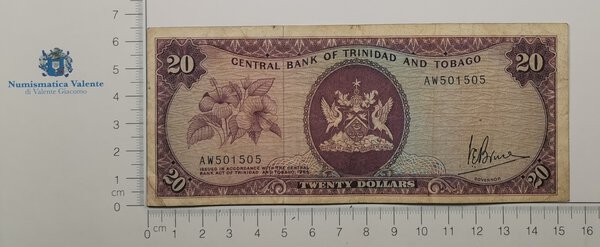 Numismatica Valente
di Valente Giacomo
7
6
5
4
3
2
1
cm
0
20
CENTRAL BANK OF TRINIDAD AND TOBAGO
20
AW501505
AW501505
ISSUED IN ACCORDANCE WITH THE CENTRAL
BANK ACT OF TRINIDAD AND TOBAGO, 1964
GOVERNOR
20
TWENTY DOLLARS
20
0 cm 1 2 3 4 5 6 7 8 9 10 11 12 13 14 15 16